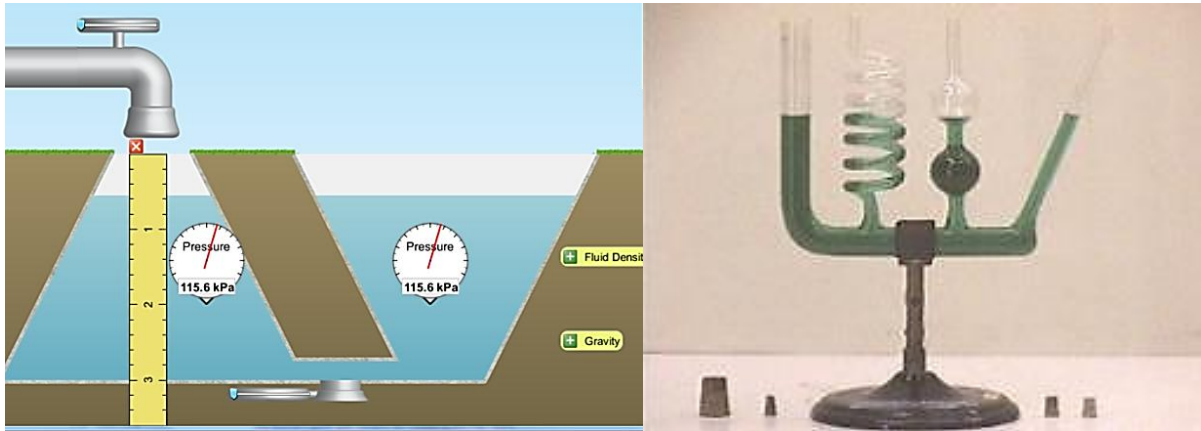 1
2
3
Pressure
115.6 kPa
Pressure
115.6 kPa
Fluid Densit
Gravity